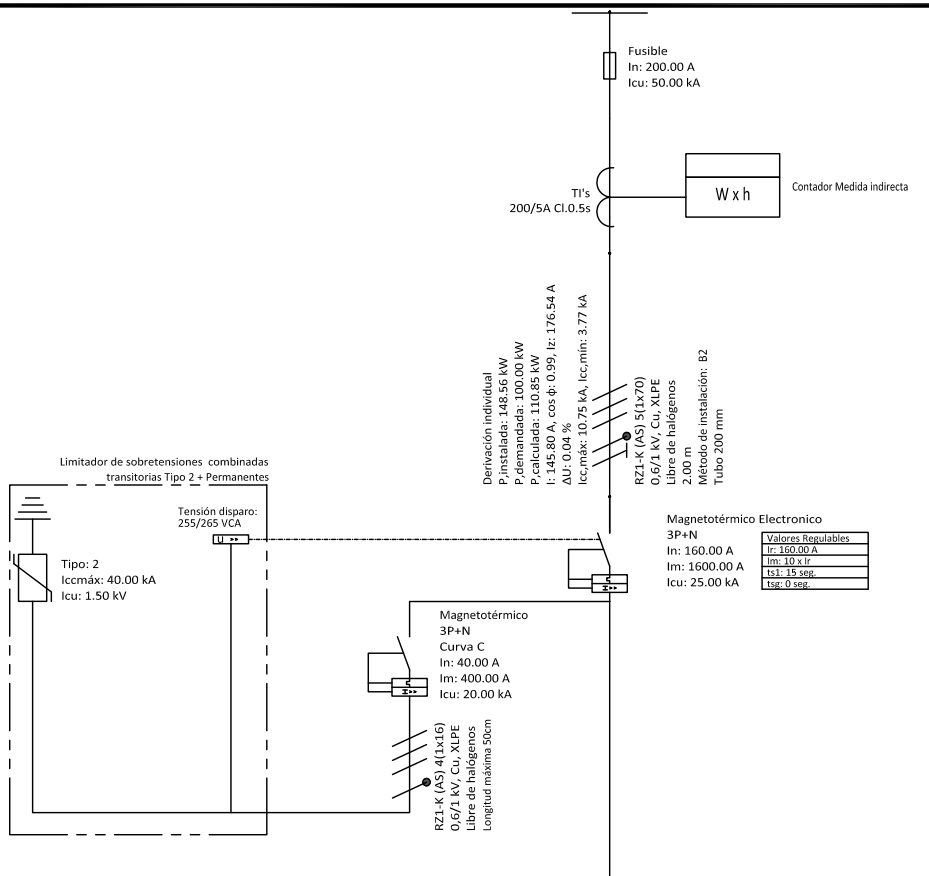 Fusible
In: 200.00 A
Icu: 50.00 kA
TI's
200/5A Cl.0.5s
W x h
Contador Medida indirecta
Derivación individual
P,instalada: 148.56 kW
P,demandada: 100.00 kW
P,calculada: 110.85 kW
I: 145.80 A, cos ϕ: 0.99, Iz: 176.54 A
ΔU: 0.04 %
Icc,máx: 10.75 kA, Icc,mín: 3.77 kA
RZ1-K (AS) 5(1x70)
0,6/1 kV, Cu, XLPE
Libre de halógenos
2.00 m
Método de instalación: B2
Tubo 200 mm
Limitador de sobretensiones combinadas
transitorias Tipo 2 + Permanentes
Tensión disparo:
255/265 VCA
U
Tipo: 2
Iccmáx: 40.00 kA
Icu: 1.50 kV
Magnetotérmico Electronico
3P+N
In: 160.00 A
Im: 1600.00 A
Icu: 25.00 kA
Valores Regulables
Ir: 160.00 A
Im: 10 x Ir
ts1: 15 seg.
tsg: 0 seg.
Magnetotérmico
3P+N
Curva C
In: 40.00 A
Im: 400.00 A
Icu: 20.00 kA
RZ1-K (AS) 4(1x16)
0,6/1 kV, Cu, XLPE
Libre de halógenos
Longitud máxima 50cm